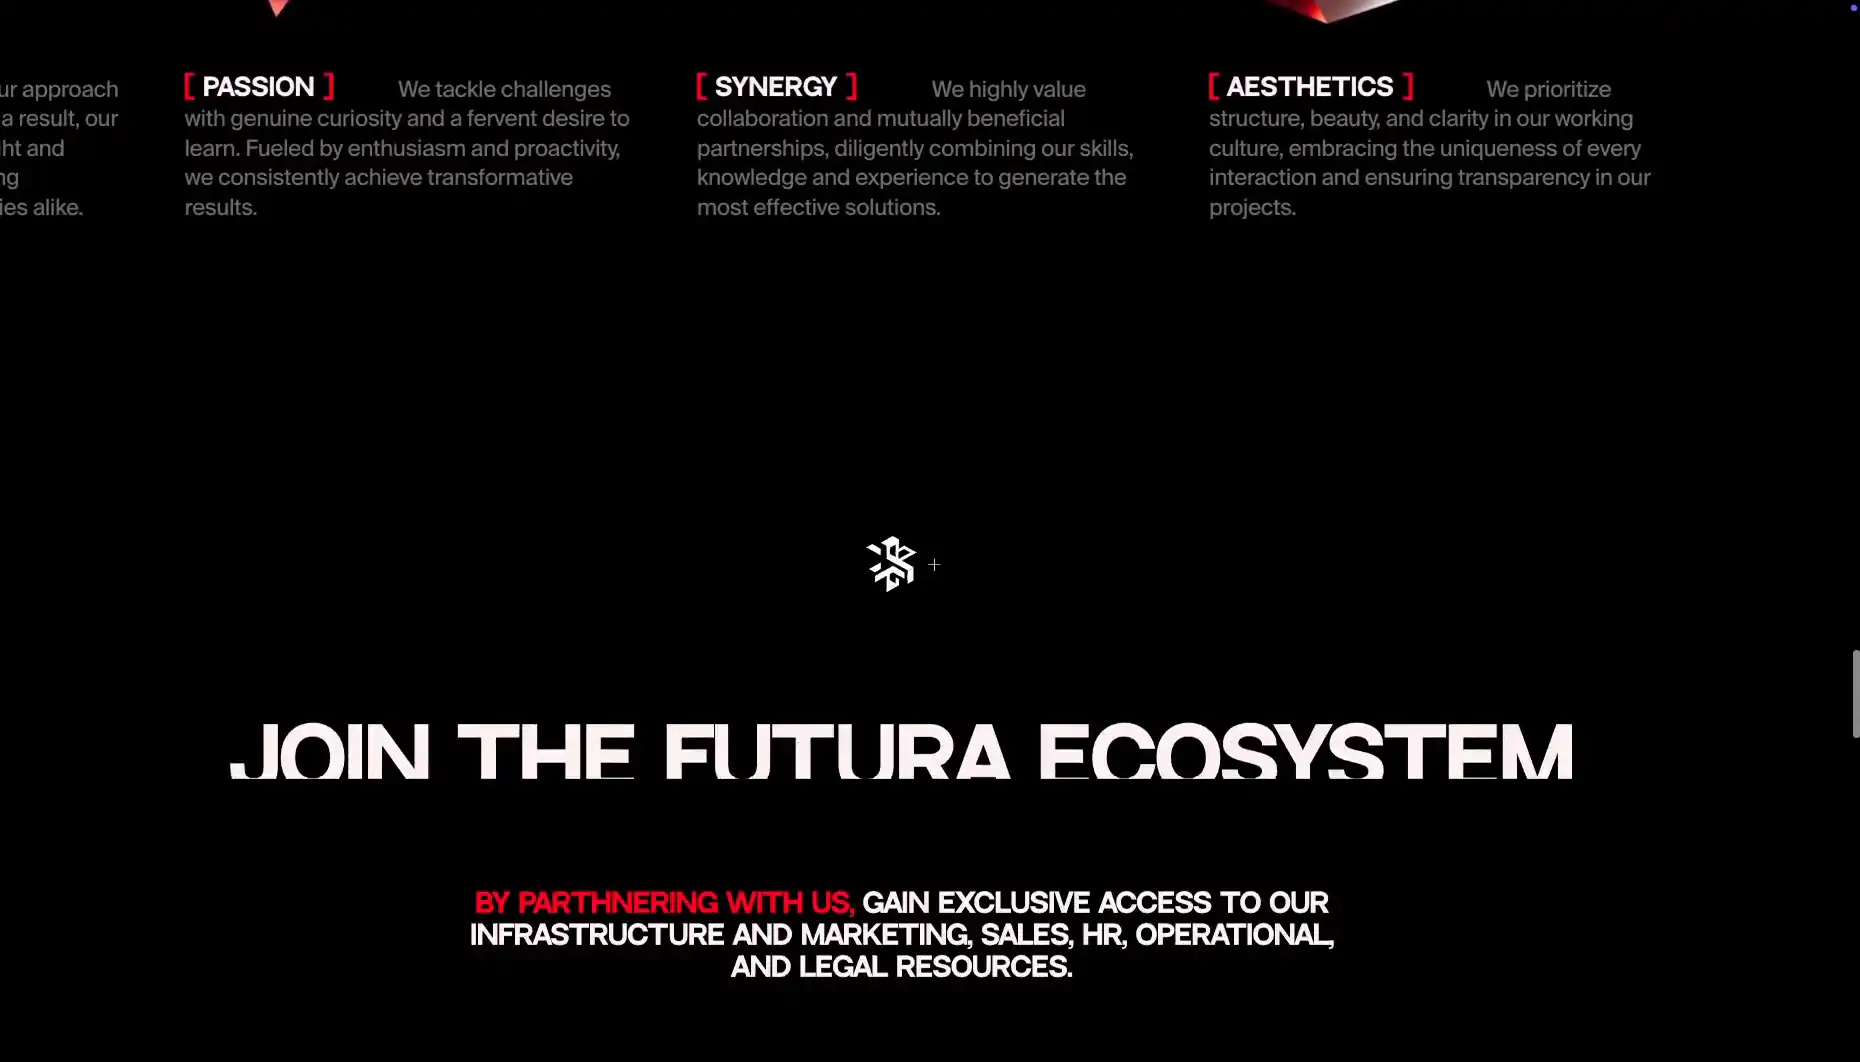 ur approach
a result, our
ht and
ng
ies alike.
[ PASSION ] We tackle challenges
with genuine curiosity and a fervent desire to
learn. Fueled by enthusiasm and proactivity,
we consistently achieve transformative
results.
[ SYNERGY ] We highly value
collaboration and mutually beneficial
partnerships, diligently combining our skills,
knowledge and experience to generate the
most effective solutions.
[ AESTHETICS ] We prioritize
structure, beauty, and clarity in our working
culture, embracing the uniqueness of every
interaction and ensuring transparency in our
projects.
JOIN THE FUTURA ECOSYSTEM
BY PARTHNERING WITH US, GAIN EXCLUSIVE ACCESS TO OUR
INFRASTRUCTURE AND MARKETING, SALES, HR, OPERATIONAL,
AND LEGAL RESOURCES.